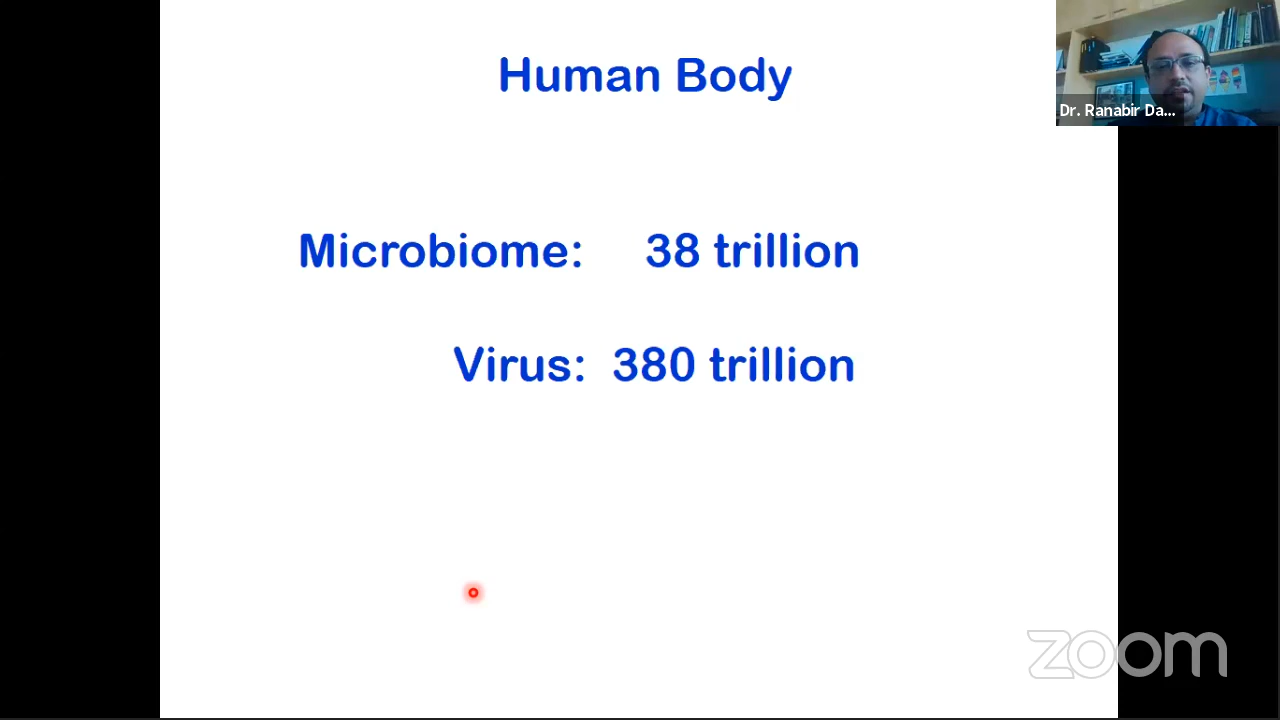 Human Body
Dr. Ranabir Da...
Microbiome: 38 trillion
Virus: 380 trillion
zoom